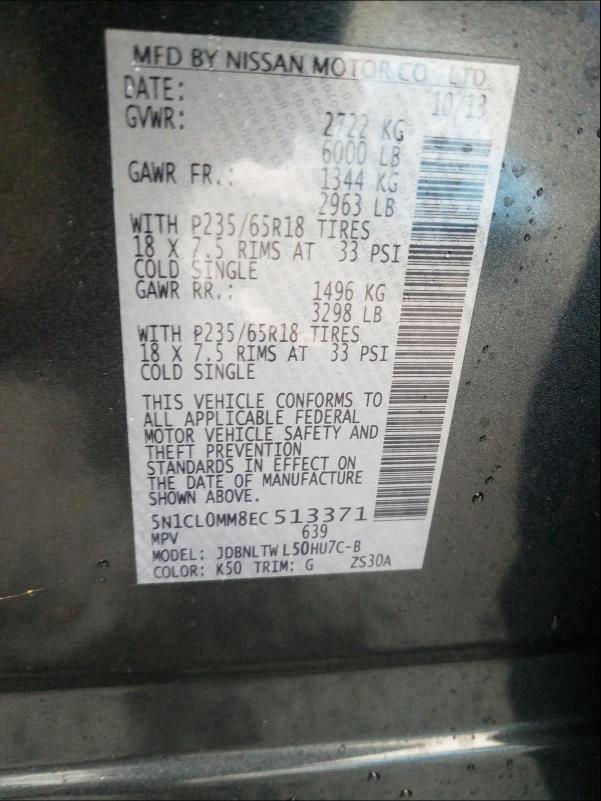 MFD BY NISSAN MOTOR CO., LTD.
DATE: 10/13
GVWR: 2722 KG
6000 LB
GAWR FR.: 1344 KG
2963 LB
WITH P235/65R18 TIRES
18 X 7.5 RIMS AT 33 PSI
COLD SINGLE
GAWR RR.: 1496 KG
3298 LB
WITH P235/65R18 TIRES
18 X 7.5 RIMS AT 33 PSI
COLD SINGLE
THIS VEHICLE CONFORMS TO
ALL APPLICABLE FEDERAL
MOTOR VEHICLE SAFETY AND
THEFT PREVENTION
STANDARDS IN EFFECT ON
THE DATE OF MANUFACTURE
SHOWN ABOVE.
5N1CL0MM8EC 513371
MPV 639
MODEL: JDBNLTW L50HU7C-B
COLOR: K50 TRIM: G ZS30A